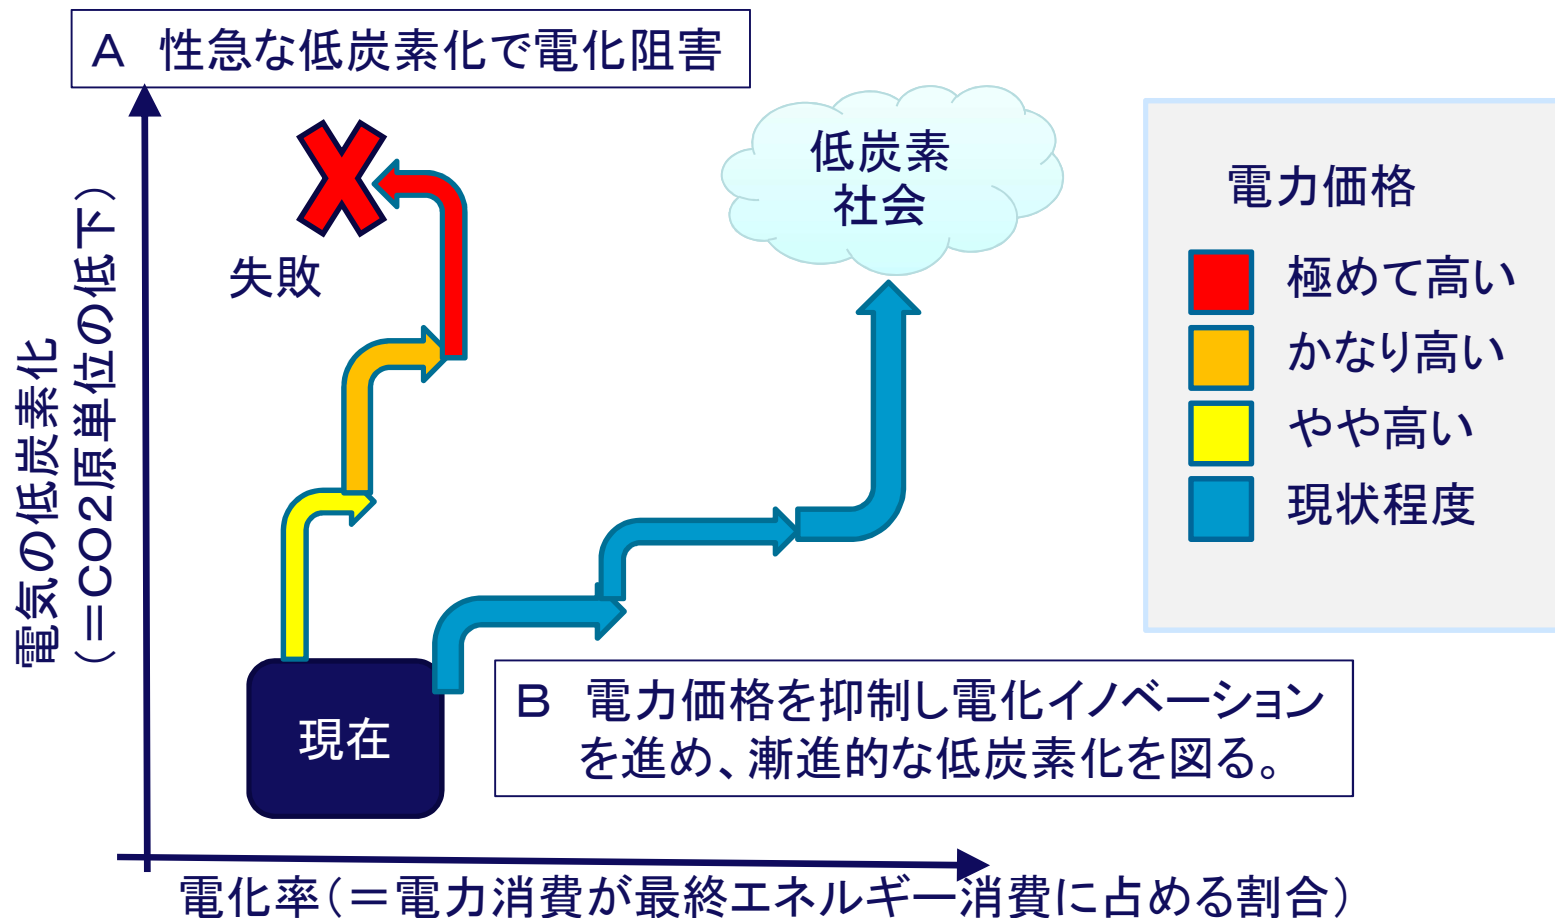 A 性急な低炭素化で電化阻害
電気の低炭素化
(=CO2原単位の低下)
失敗
低炭素
社会
電力価格
極めて高い
かなり高い
やや高い
現状程度
現在
B 電力価格を抑制し電化イノベーション
を進め、漸進的な低炭素化を図る。
電化率(=電力消費が最終エネルギー消費に占める割合)